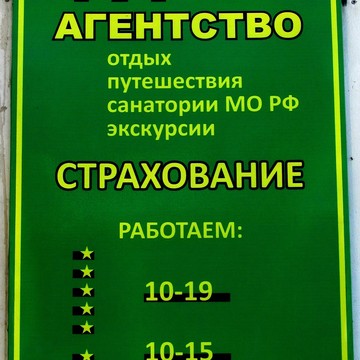 АГЕНТСТВО
отдых
путешествия
санатории МО РФ
экскурсии
СТРАХОВАНИЕ
РАБОТАЕМ:
10-19
10-15